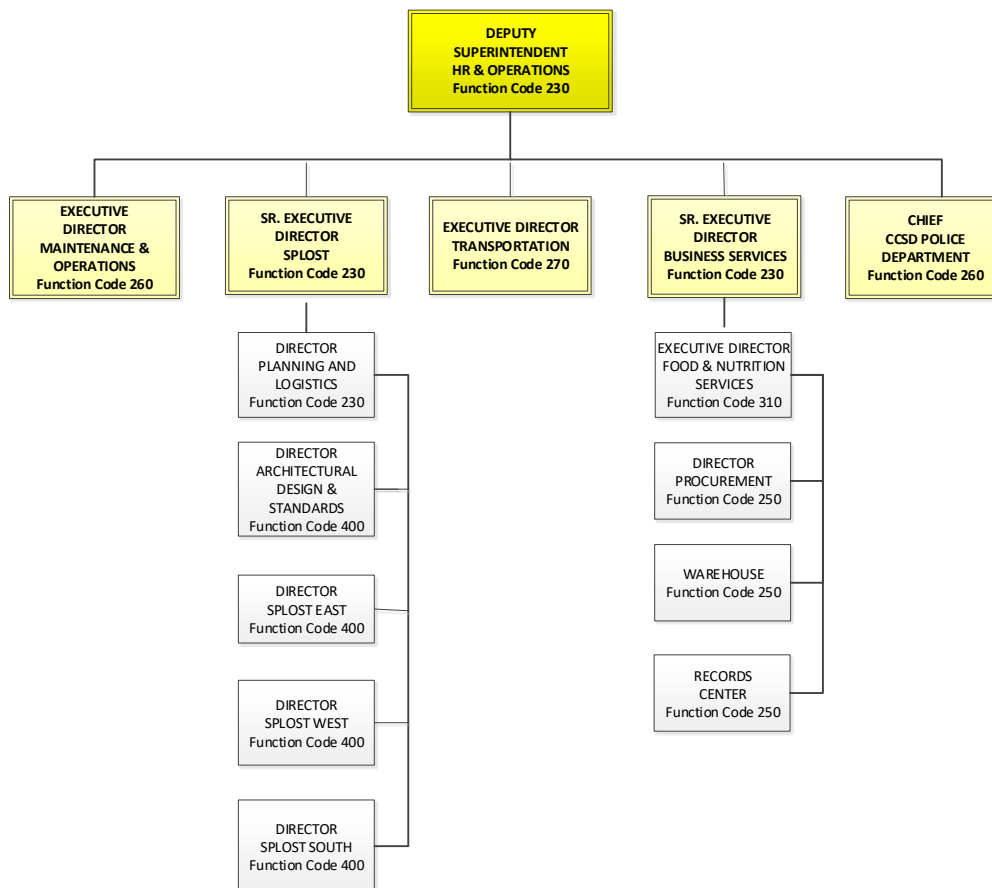 DEPUTY
SUPERINTENDENT
HR & OPERATIONS
Function Code 230
EXECUTIVE
DIRECTOR
MAINTENANCE &
OPERATIONS
Function Code 260
SR. EXECUTIVE
DIRECTOR
SPLOST
Function Code 230
EXECUTIVE DIRECTOR
TRANSPORTATION
Function Code 270
SR. EXECUTIVE
DIRECTOR
BUSINESS SERVICES
Function Code 230
CHIEF
CCSD POLICE
DEPARTMENT
Function Code 260
DIRECTOR
PLANNING AND
LOGISTICS
Function Code 230
DIRECTOR
ARCHITECTURAL
DESIGN &
STANDARDS
Function Code 400
DIRECTOR
SPLOST EAST
Function Code 400
DIRECTOR
SPLOST WEST
Function Code 400
DIRECTOR
SPLOST SOUTH
Function Code 400
EXECUTIVE DIRECTOR
FOOD & NUTRITION
SERVICES
Function Code 310
DIRECTOR
PROCUREMENT
Function Code 250
WAREHOUSE
Function Code 250
RECORDS
CENTER
Function Code 250